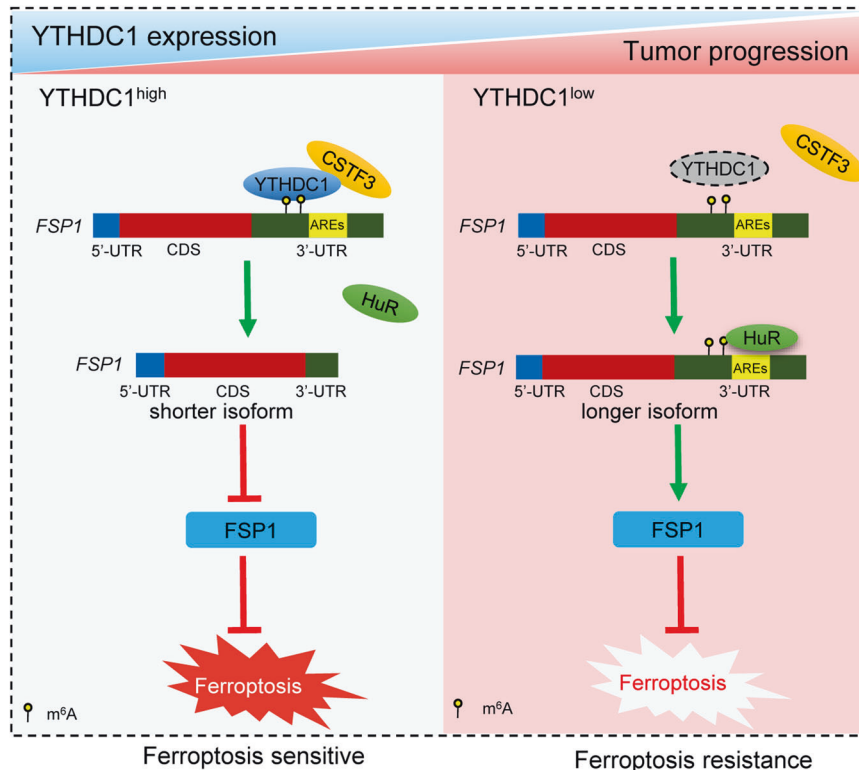 YTHDC1 expression
Tumor progression
YTHDC1high
CSTF3
YTHDC1
FSP1
AREs
5’-UTR
CDS
3’-UTR
HuR
FSP1
5’-UTR
CDS
3’-UTR
shorter isoform
FSP1
Ferroptosis
m6A
Ferroptosis sensitive
YTHDC1low
CSTF3
YTHDC1
FSP1
AREs
5’-UTR
CDS
3’-UTR
HuR
FSP1
AREs
5’-UTR
CDS
3’-UTR
longer isoform
FSP1
Ferroptosis
m6A
Ferroptosis resistance